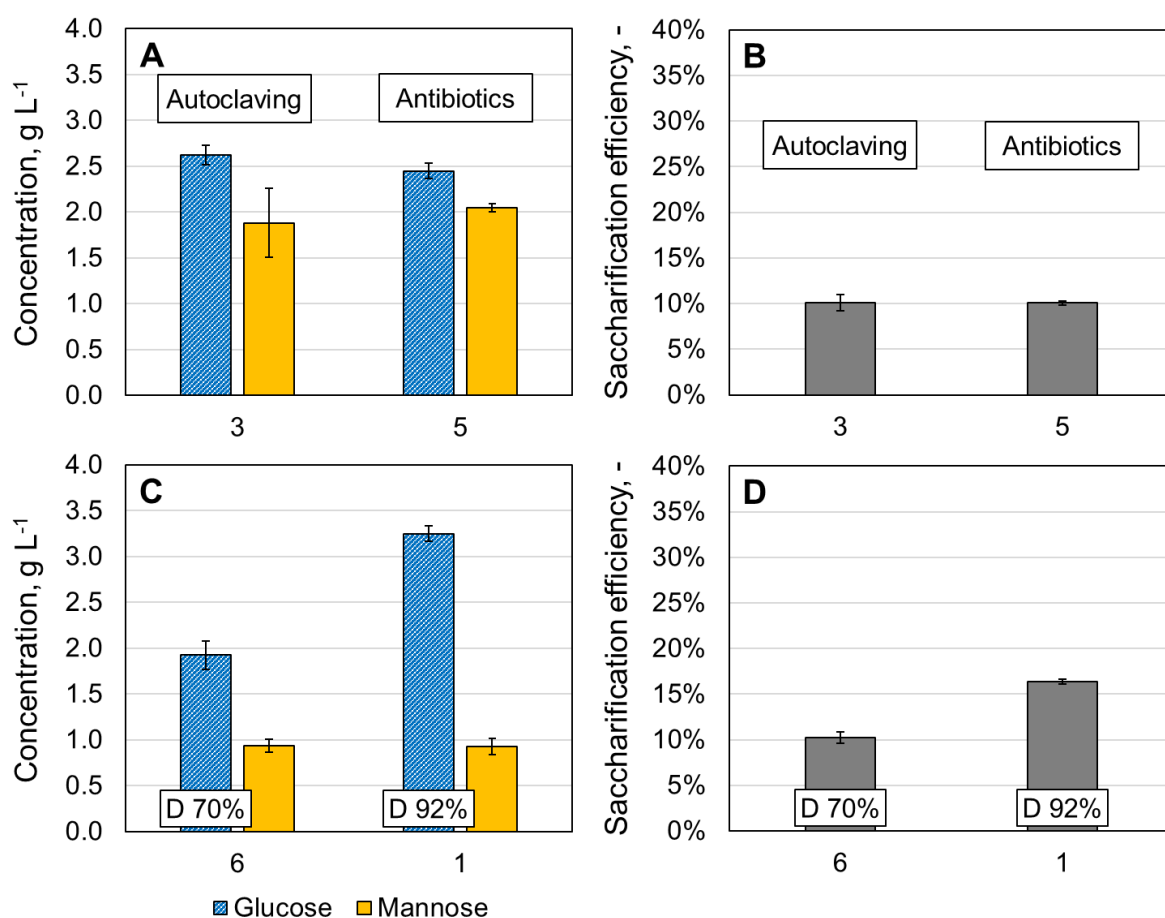 A
Concentration, g L-1
4.0
3.5
3.0
2.5
2.0
1.5
1.0
0.5
0.0
Autoclaving
Antibiotics
3
5
B
Saccharification efficiency, -
40%
35%
30%
25%
20%
15%
10%
5%
0%
Autoclaving
Antibiotics
3
5
C
Concentration, g L-1
4.0
3.5
3.0
2.5
2.0
1.5
1.0
0.5
0.0
D 70%
D 92%
6
1
D
Saccharification efficiency, -
40%
35%
30%
25%
20%
15%
10%
5%
0%
D 70%
D 92%
6
1
Glucose
Mannose